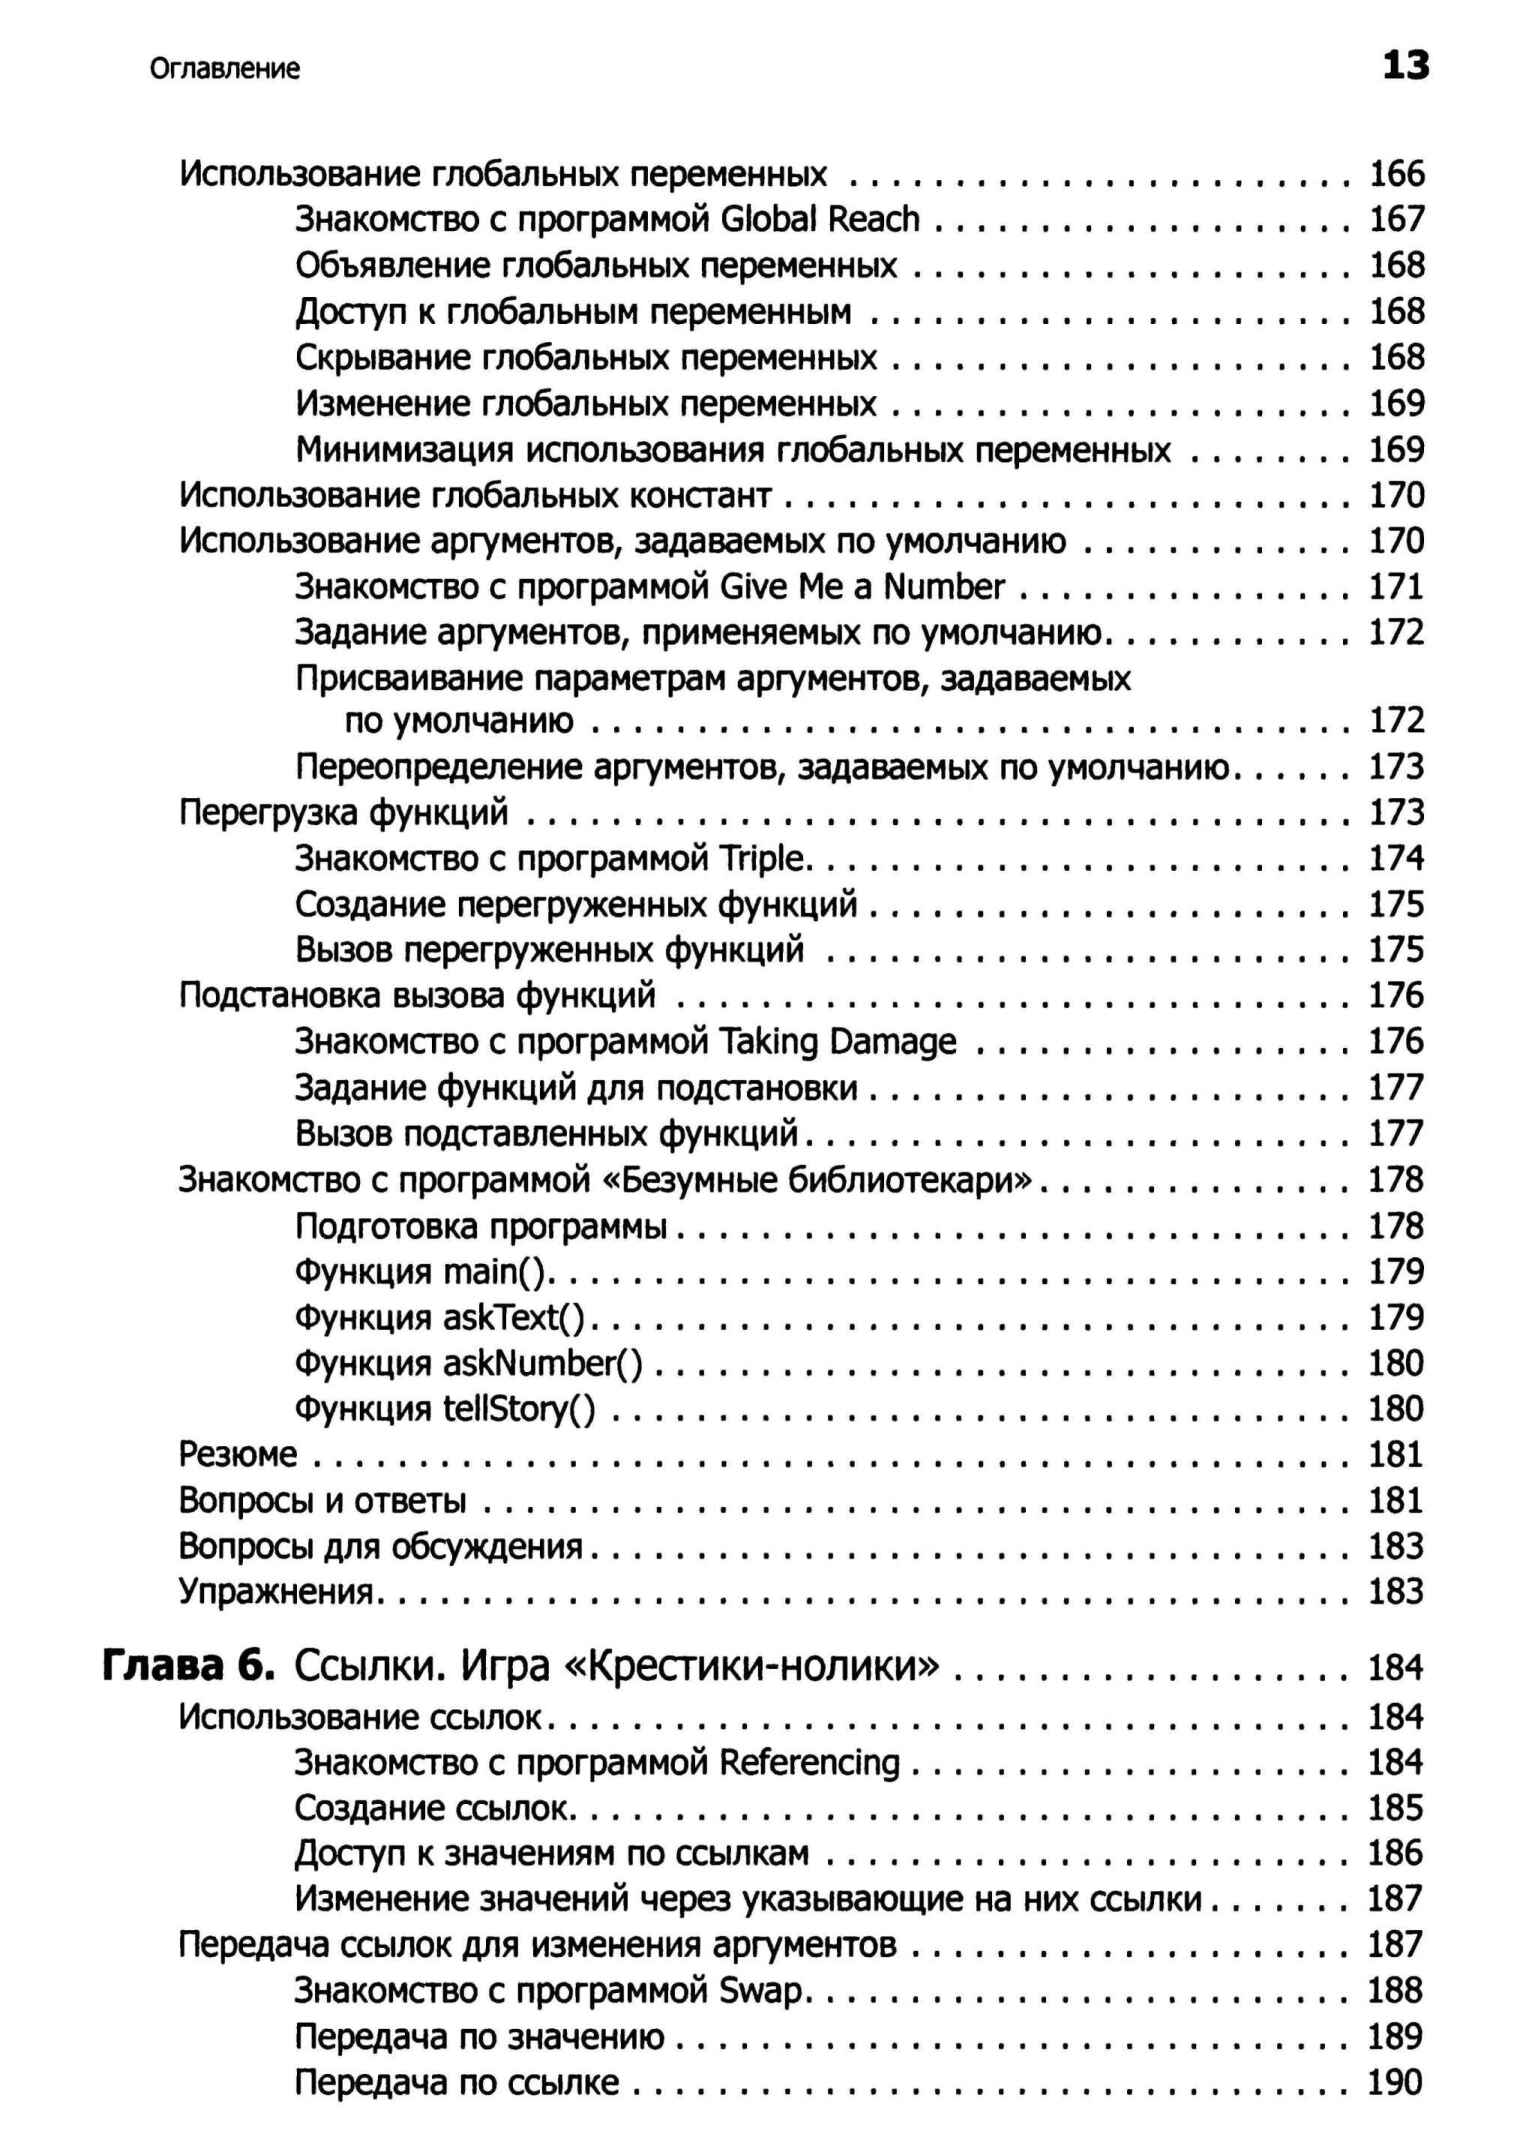 Оглавление 13
Использование глобальных переменных . . . . . . . . . . . . . . . . . . . . . . . . 166
Знакомство с программой Global Reach . . . . . . . . . . . . . . . . . . . . 167
Объявление глобальных переменных . . . . . . . . . . . . . . . . . . . . . 168
Доступ к глобальным переменным . . . . . . . . . . . . . . . . . . . . . . . 168
Скрывание глобальных переменных . . . . . . . . . . . . . . . . . . . . . . 168
Изменение глобальных переменных . . . . . . . . . . . . . . . . . . . . . . 169
Минимизация использования глобальных переменных . . . . . . . . 169
Использование глобальных констант . . . . . . . . . . . . . . . . . . . . . . . . . . . 170
Использование аргументов, задаваемых по умолчанию . . . . . . . . . . . . . 170
Знакомство с программой Give Me a Number . . . . . . . . . . . . . . . . 171
Задание аргументов, применяемых по умолчанию. . . . . . . . . . . . 172
Присваивание параметрам аргументов, задаваемых
по умолчанию . . . . . . . . . . . . . . . . . . . . . . . . . . . . . . . . . . . . 172
Переопределение аргументов, задаваемых по умолчанию. . . . . . 173
Перегрузка функций . . . . . . . . . . . . . . . . . . . . . . . . . . . . . . . . . . . . . . . 173
Знакомство с программой Triple. . . . . . . . . . . . . . . . . . . . . . . . . . 174
Создание перегруженных функций . . . . . . . . . . . . . . . . . . . . . . . 175
Вызов перегруженных функций . . . . . . . . . . . . . . . . . . . . . . . . . 175
Подстановка вызова функций . . . . . . . . . . . . . . . . . . . . . . . . . . . . . . . . 176
Знакомство с программой Taking Damage . . . . . . . . . . . . . . . . . . 176
Задание функций для подстановки . . . . . . . . . . . . . . . . . . . . . . . 177
Вызов подставленных функций. . . . . . . . . . . . . . . . . . . . . . . . . . 177
Знакомство с программой «Безумные библиотекари». . . . . . . . . . . . . . . 178
Подготовка программы . . . . . . . . . . . . . . . . . . . . . . . . . . . . . . . . 178
Функция main(). . . . . . . . . . . . . . . . . . . . . . . . . . . . . . . . . . . . . . 179
Функция askText(). . . . . . . . . . . . . . . . . . . . . . . . . . . . . . . . . . . . 179
Функция askNumber() . . . . . . . . . . . . . . . . . . . . . . . . . . . . . . . . . 180
Функция tellStory() . . . . . . . . . . . . . . . . . . . . . . . . . . . . . . . . . . . 180
Резюме . . . . . . . . . . . . . . . . . . . . . . . . . . . . . . . . . . . . . . . . . . . . . . . . . 181
Вопросы и ответы . . . . . . . . . . . . . . . . . . . . . . . . . . . . . . . . . . . . . . . . . 181
Вопросы для обсуждения. . . . . . . . . . . . . . . . . . . . . . . . . . . . . . . . . . . . 183
Упражнения. . . . . . . . . . . . . . . . . . . . . . . . . . . . . . . . . . . . . . . . . . . . . . 183
Глава 6. Ссылки. Игра «Крестики-нолики» . . . . . . . . . . . . . . . . . . . 184
Использование ссылок. . . . . . . . . . . . . . . . . . . . . . . . . . . . . . . . . . . . . . 184
Знакомство с программой Referencing . . . . . . . . . . . . . . . . . . . . . 184
Создание ссылок. . . . . . . . . . . . . . . . . . . . . . . . . . . . . . . . . . . . . 185
Доступ к значениям по ссылкам . . . . . . . . . . . . . . . . . . . . . . . . . 186
Изменение значений через указывающие на них ссылки . . . . . . . 187
Передача ссылок для изменения аргументов . . . . . . . . . . . . . . . . . . . . . 187
Знакомство с программой Swap. . . . . . . . . . . . . . . . . . . . . . . . . . 188
Передача по значению . . . . . . . . . . . . . . . . . . . . . . . . . . . . . . . . 189
Передача по ссылке . . . . . . . . . . . . . . . . . . . . . . . . . . . . . . . . . . 190